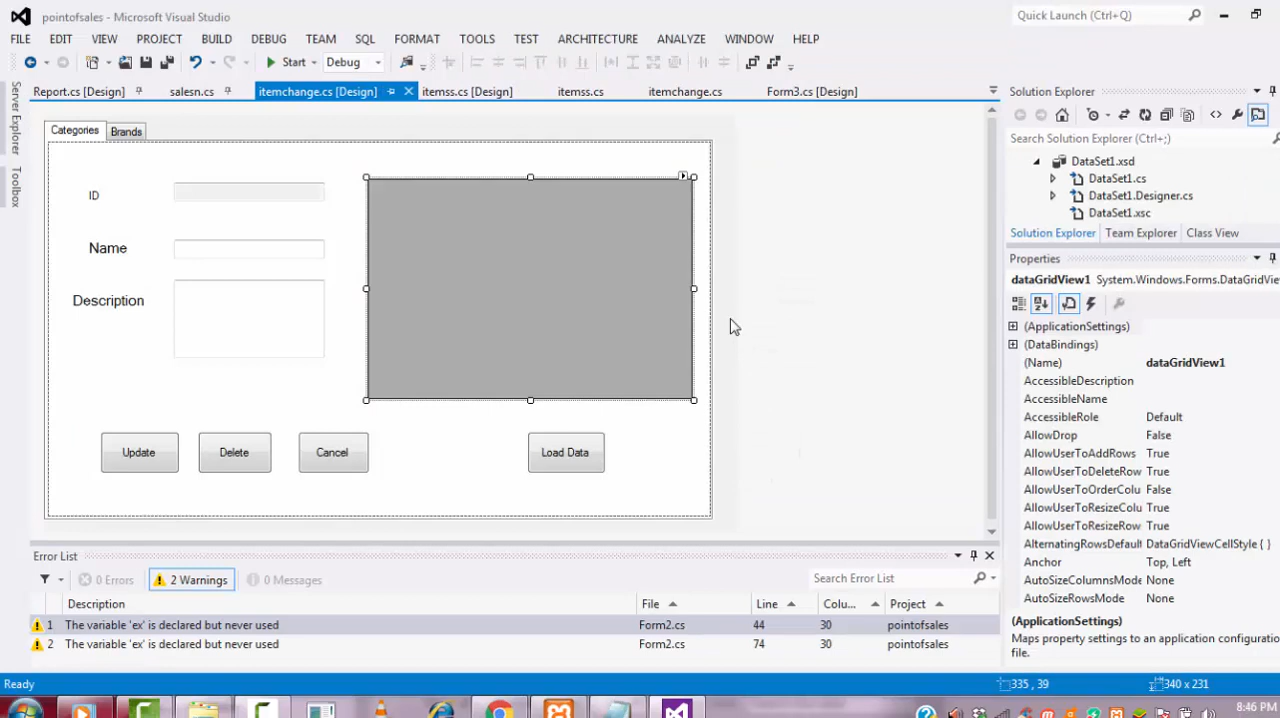 pointofsales - Microsoft Visual Studio
Quick Launch (Ctrl+Q)
FILE EDIT VIEW PROJECT BUILD DEBUG TEAM SQL FORMAT TOOLS TEST ARCHITECTURE ANALYZE WINDOW HELP
Start Debug
Server Explorer
Toolbox
Report.cs [Design] salesn.cs itemchange.cs [Design] itemss.cs [Design] itemss.cs itemchange.cs Form3.cs [Design]
Categories Brands
ID
Name
Description
Update Delete Cancel Load Data
Solution Explorer
Search Solution Explorer (Ctrl+;)
DataSet1.xsd
DataSet1.cs
DataSet1.Designer.cs
DataSet1.xsc
Solution Explorer Team Explorer Class View
Properties
dataGridView1 System.Windows.Forms.DataGridVie
(ApplicationSettings)
(DataBindings)
(Name) dataGridView1
AccessibleDescription
AccessibleName
AccessibleRole Default
AllowDrop False
AllowUserToAddRows True
AllowUserToDeleteRow True
AllowUserToOrderColu False
AllowUserToResizeColu True
AllowUserToResizeRow True
AlternatingRowsDefault DataGridViewCellStyle { }
Anchor Top, Left
AutoSizeColumnsMode None
AutoSizeRowsMode None
(ApplicationSettings)
Maps property settings to an application configuratio
file.
Error List
0 Errors 2 Warnings 0 Messages
Search Error List
Description File Line Colu... Project
1 The variable 'ex' is declared but never used Form2.cs 44 30 pointofsales
2 The variable 'ex' is declared but never used Form2.cs 74 30 pointofsales
Ready
335 , 39
340 x 231
8:46 PM